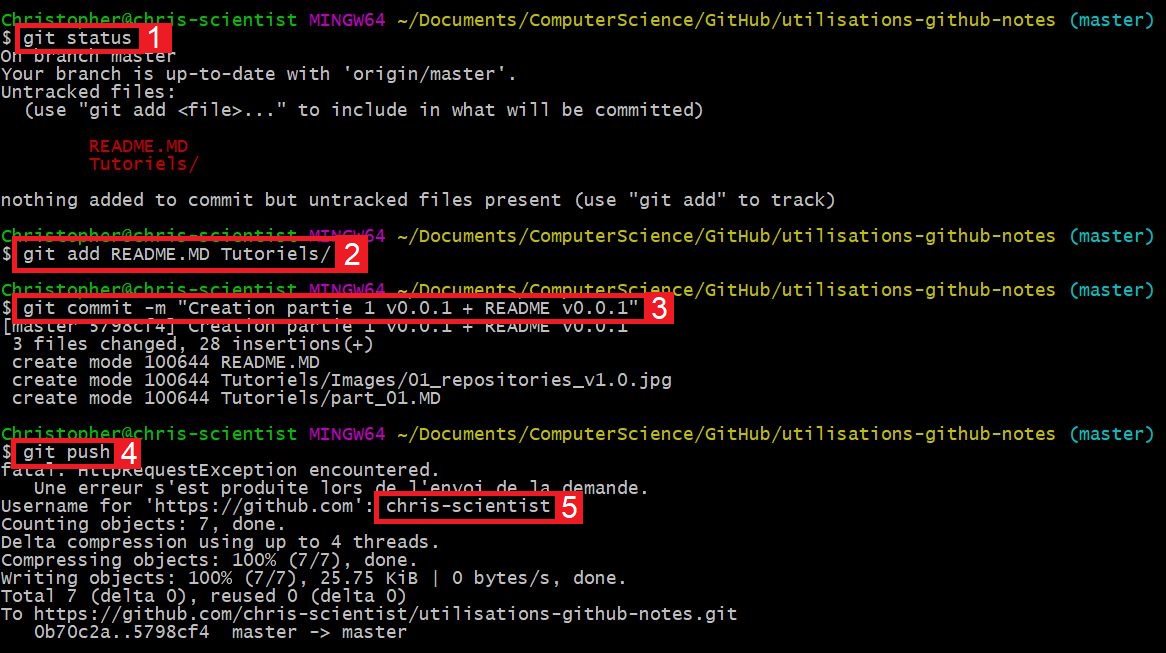 Christopher@chris-scientist MINGW64 ~/Documents/ComputerScience/GitHub/utilisations-github-notes (master)
$ git status 1
On branch master
Your branch is up-to-date with 'origin/master'.
Untracked files:
  (use "git add <file>..." to include in what will be committed)
        README.MD
        Tutoriels/
nothing added to commit but untracked files present (use "git add" to track)
Christopher@chris-scientist MINGW64 ~/Documents/ComputerScience/GitHub/utilisations-github-notes (master)
$ git add README.MD Tutoriels/ 2
Christopher@chris-scientist MINGW64 ~/Documents/ComputerScience/GitHub/utilisations-github-notes (master)
$ git commit -m "Creation partie 1 v0.0.1 + README v0.0.1" 3
[master 5798cf4] Creation partie 1 v0.0.1 + README v0.0.1
 3 files changed, 28 insertions(+)
 create mode 100644 README.MD
 create mode 100644 Tutoriels/Images/01_repositories_v1.0.jpg
 create mode 100644 Tutoriels/part_01.MD
Christopher@chris-scientist MINGW64 ~/Documents/ComputerScience/GitHub/utilisations-github-notes (master)
$ git push 4
fatal: HttpRequestException encountered.
   Une erreur s'est produite lors de l'envoi de la demande.
Username for 'https://github.com': chris-scientist 5
Counting objects: 7, done.
Delta compression using up to 4 threads.
Compressing objects: 100% (7/7), done.
Writing objects: 100% (7/7), 25.75 KiB | 0 bytes/s, done.
Total 7 (delta 0), reused 0 (delta 0)
To https://github.com/chris-scientist/utilisations-github-notes.git
   0b70c2a..5798cf4  master -> master